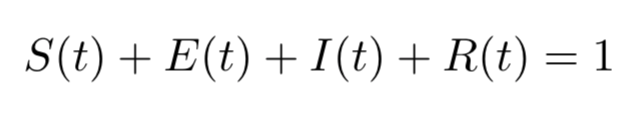 S(t) + E(t) + I(t) + R(t) = 1